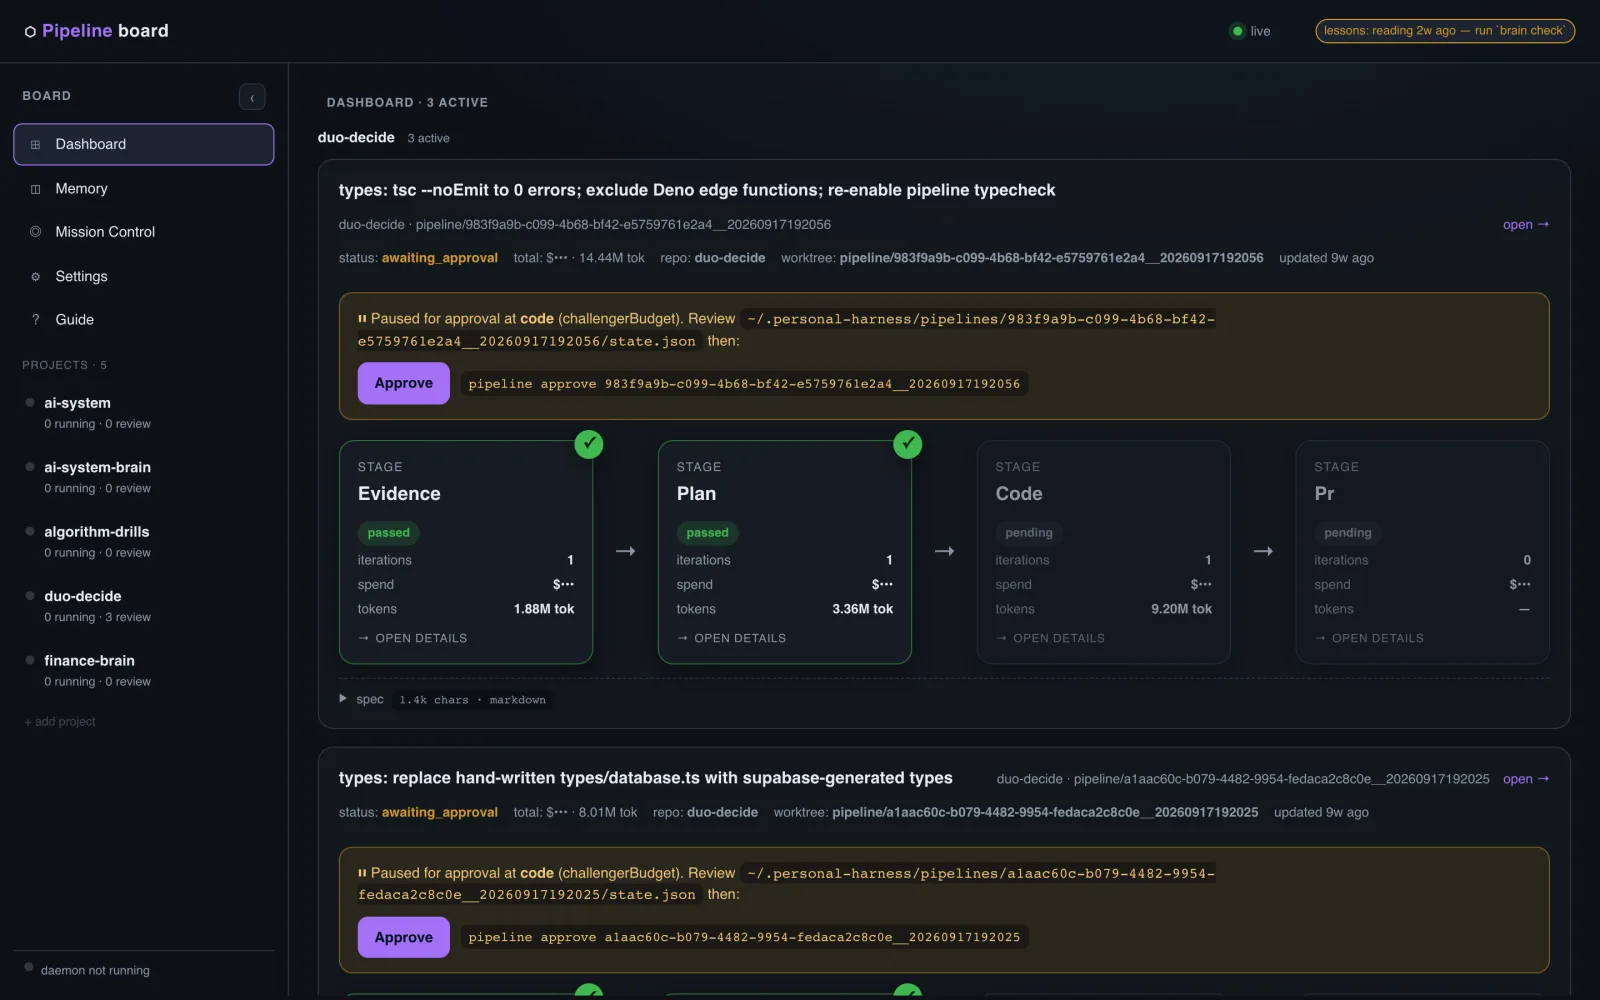 Pipeline board
live
lessons: reading 2w ago — run `brain check`
BOARD
Dashboard
Memory
Mission Control
Settings
? Guide
PROJECTS · 5
ai-system
0 running · 0 review
ai-system-brain
0 running · 0 review
algorithm-drills
0 running · 0 review
duo-decide
0 running · 3 review
finance-brain
0 running · 0 review
+ add project
daemon not running
DASHBOARD · 3 ACTIVE
duo-decide 3 active
types: tsc --noEmit to 0 errors; exclude Deno edge functions; re-enable pipeline typecheck
duo-decide · pipeline/983f9a9b-c099-4b68-bf42-e5759761e2a4__20260917192056
open →
status: awaiting_approval total: $··· · 14.44M tok repo: duo-decide worktree: pipeline/983f9a9b-c099-4b68-bf42-e5759761e2a4__20260917192056 updated 9w ago
Paused for approval at code (challengerBudget). Review ~/.personal-harness/pipelines/983f9a9b-c099-4b68-bf42-
e5759761e2a4__20260917192056/state.json then:
Approve pipeline approve 983f9a9b-c099-4b68-bf42-e5759761e2a4__20260917192056
STAGE
Evidence
passed
iterations 1
spend $···
tokens 1.88M tok
→ OPEN DETAILS
→
STAGE
Plan
passed
iterations 1
spend $···
tokens 3.36M tok
→ OPEN DETAILS
→
STAGE
Code
pending
iterations 1
spend $···
tokens 9.20M tok
→ OPEN DETAILS
→
STAGE
Pr
pending
iterations 0
spend $···
tokens —
→ OPEN DETAILS
spec 1.4k chars · markdown
types: replace hand-written types/database.ts with supabase-generated types
duo-decide · pipeline/a1aac60c-b079-4482-9954-fedaca2c8c0e__20260917192025 open →
status: awaiting_approval total: $··· · 8.01M tok repo: duo-decide worktree: pipeline/a1aac60c-b079-4482-9954-fedaca2c8c0e__20260917192025 updated 9w ago
Paused for approval at code (challengerBudget). Review ~/.personal-harness/pipelines/a1aac60c-b079-4482-9954-
fedaca2c8c0e__20260917192025/state.json then:
Approve pipeline approve a1aac60c-b079-4482-9954-fedaca2c8c0e__20260917192025